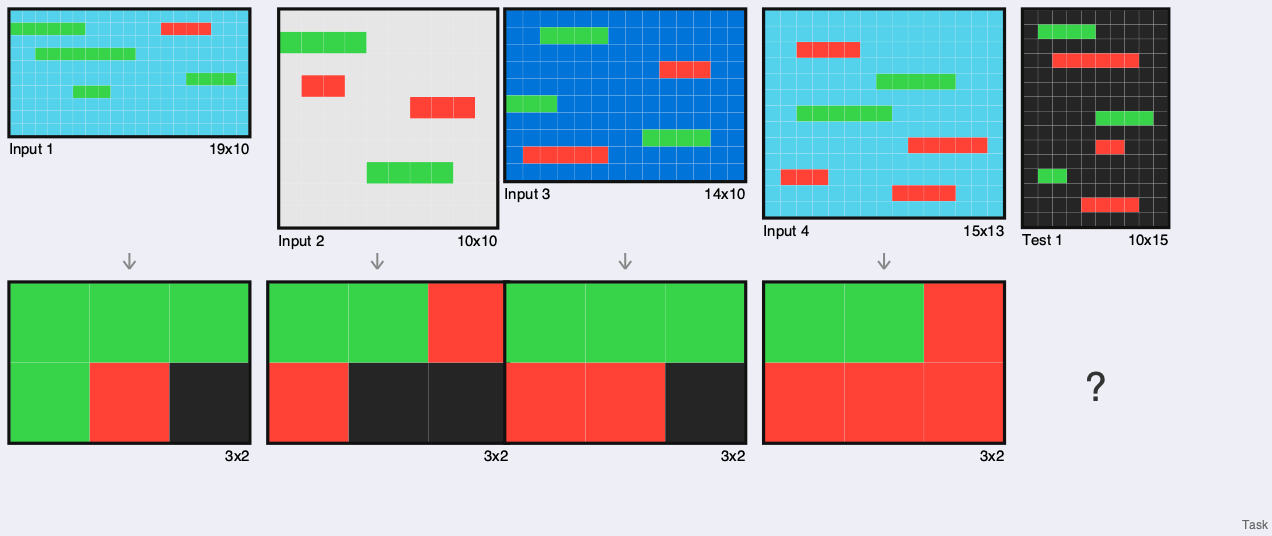 Input 1 19x10
Input 2 10x10
Input 3 14x10
Input 4 15x13
Test 1 10x15
3x2
3x2
3x2
3x2
?
Task